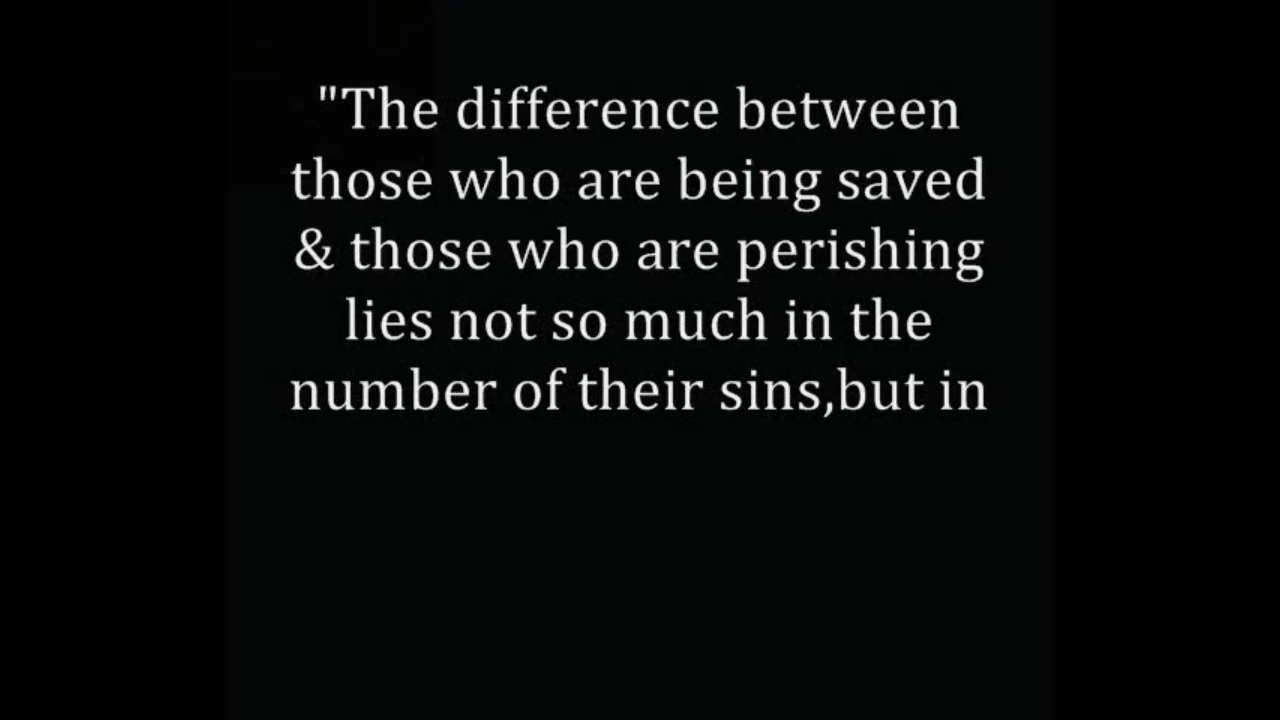 "The difference between
those who are being saved
& those who are perishing
lies not so much in the
number of their sins,but in